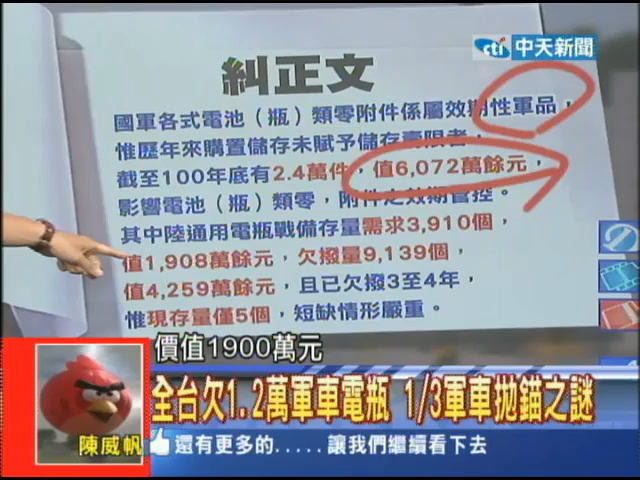 cti 中天新聞
糾正文
國軍各式電池（瓶）類零附件係屬效期性軍品，
惟歷年來購置儲存未賦予儲存壽限者，
截至100年底有2.4萬件，值6,072萬餘元，
影響電池（瓶）類零，附件之效期管控。
其中陸通用電瓶戰備存量需求3,910個，
值1,908萬餘元，欠撥量9,139個，
值4,259萬餘元，且已欠撥3至4年，
惟現存量僅5個，短缺情形嚴重。
價值1900萬元
全台欠1.2萬軍車電瓶 1/3軍車拋錨之謎
陳威帆
還有更多的.....讓我們繼續看下去